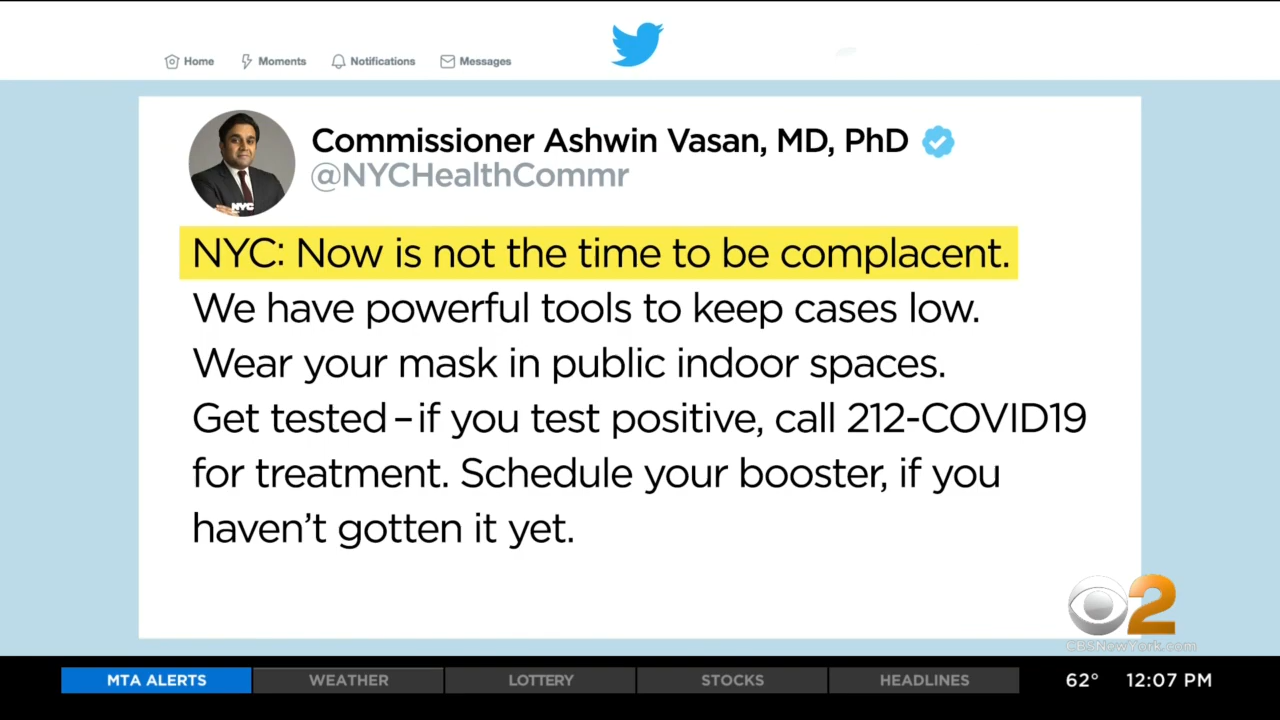 Home Moments Notifications Messages
Commissioner Ashwin Vasan, MD, PhD
@NYCHealthCommr
NYC
NYC: Now is not the time to be complacent.
We have powerful tools to keep cases low.
Wear your mask in public indoor spaces.
Get tested – if you test positive, call 212-COVID19
for treatment. Schedule your booster, if you
haven't gotten it yet.
2
CBSNewYork.com
MTA ALERTS WEATHER LOTTERY STOCKS HEADLINES 62° 12:07 PM